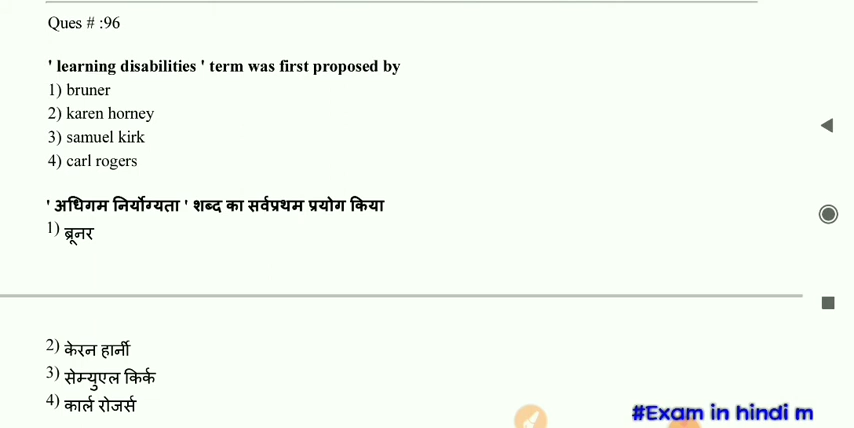 Ques # :96
' learning disabilities ' term was first proposed by
1) bruner
2) karen horney
3) samuel kirk
4) carl rogers
' अधिगम निर्योग्यता ' शब्द का सर्वप्रथम प्रयोग किया
1) ब्रूनर
2) केरन हार्नी
3) सेम्युएल किर्क
4) कार्ल रोजर्स
#Exam in hindi m